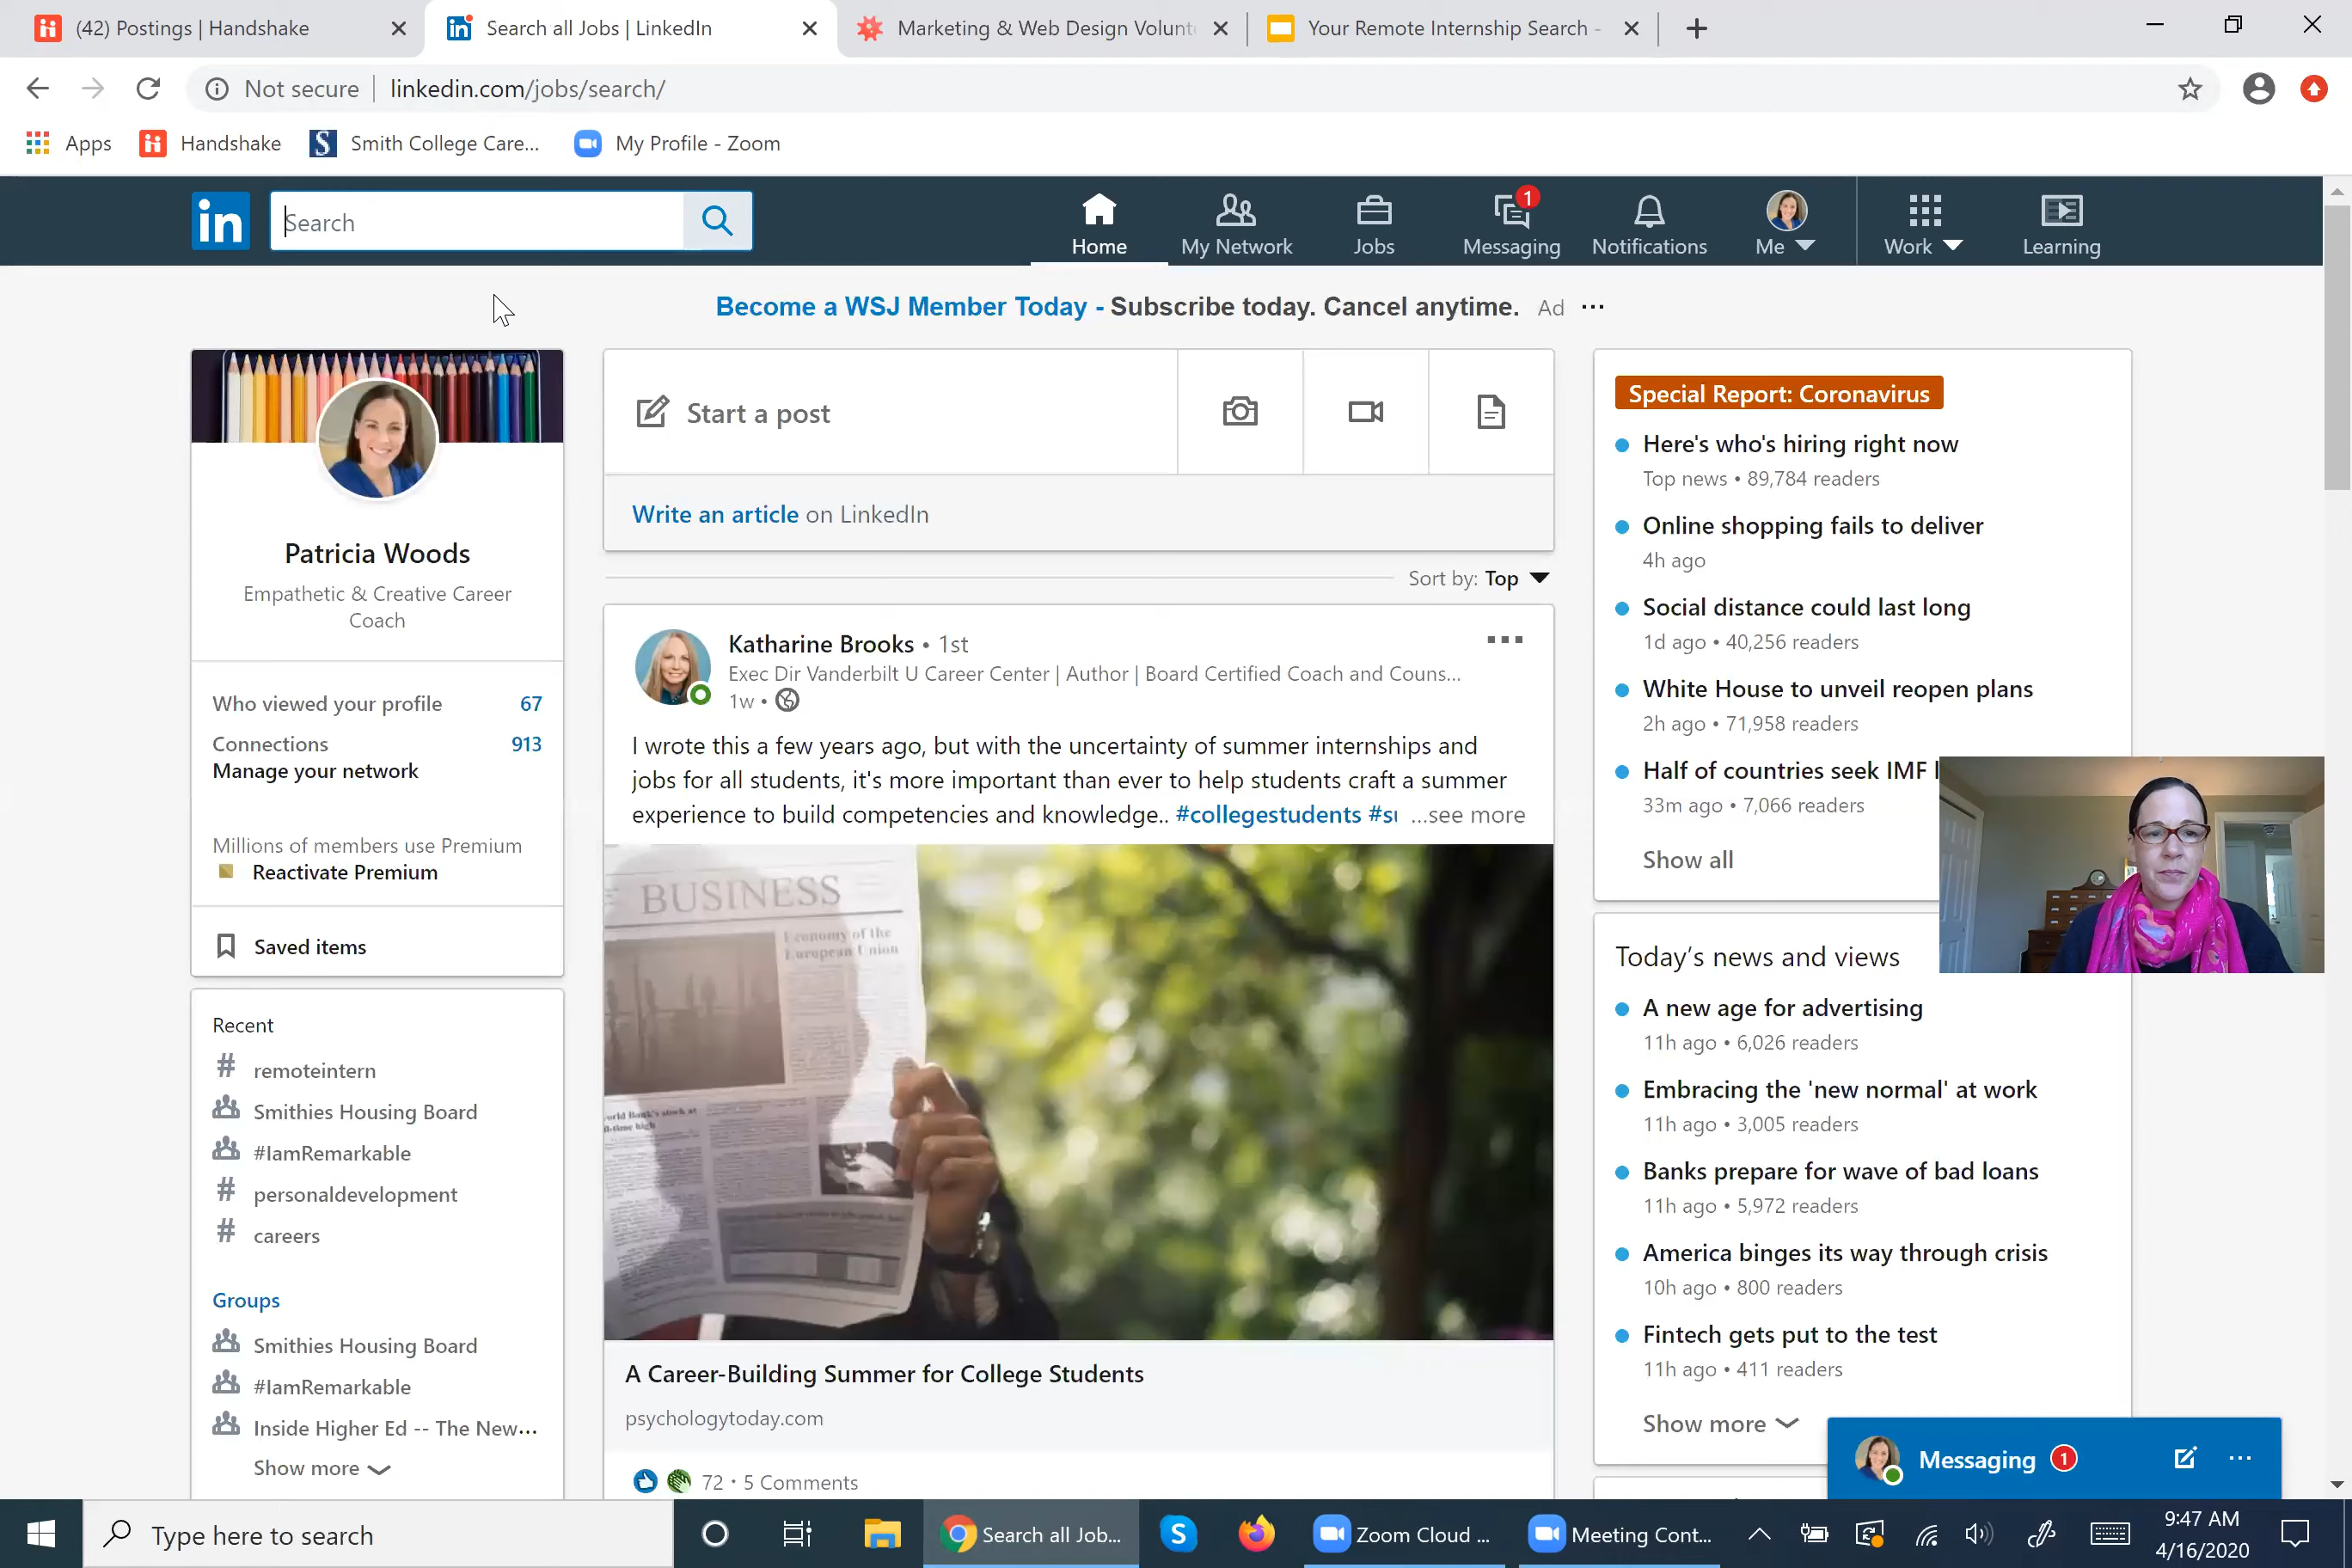 (42) Postings | Handshake
Search all Jobs | LinkedIn
Marketing & Web Design Volunt
Your Remote Internship Search -
Not secure
linkedin.com/jobs/search/
Apps
Handshake
Smith College Care...
My Profile - Zoom
in
Search
Home
My Network
Jobs
1
Messaging
Notifications
Me
Work
Learning
Become a WSJ Member Today - Subscribe today. Cancel anytime. Ad ...
Patricia Woods
Empathetic & Creative Career
Coach
Who viewed your profile 67
Connections 913
Manage your network
Millions of members use Premium
Reactivate Premium
Saved items
Recent
# remoteintern
Smithies Housing Board
#IamRemarkable
# personaldevelopment
# careers
Groups
Smithies Housing Board
#IamRemarkable
Inside Higher Ed -- The New...
Show more
Start a post
Write an article on LinkedIn
Sort by: Top
Katharine Brooks • 1st
Exec Dir Vanderbilt U Career Center | Author | Board Certified Coach and Couns...
1w •
I wrote this a few years ago, but with the uncertainty of summer internships and
jobs for all students, it's more important than ever to help students craft a summer
experience to build competencies and knowledge.. #collegestudents #su ...see more
BUSINESS
Economy of the
European Union
A Career-Building Summer for College Students
psychologytoday.com
72 • 5 Comments
Special Report: Coronavirus
Here's who's hiring right now
Top news • 89,784 readers
Online shopping fails to deliver
4h ago
Social distance could last long
1d ago • 40,256 readers
White House to unveil reopen plans
2h ago • 71,958 readers
Half of countries seek IMF
33m ago • 7,066 readers
Show all
Today's news and views
A new age for advertising
11h ago • 6,026 readers
Embracing the 'new normal' at work
11h ago • 3,005 readers
Banks prepare for wave of bad loans
11h ago • 5,972 readers
America binges its way through crisis
10h ago • 800 readers
Fintech gets put to the test
11h ago • 411 readers
Show more
Messaging 1
Type here to search
Search all Job...
Zoom Cloud ...
Meeting Cont...
9:47 AM
4/16/2020